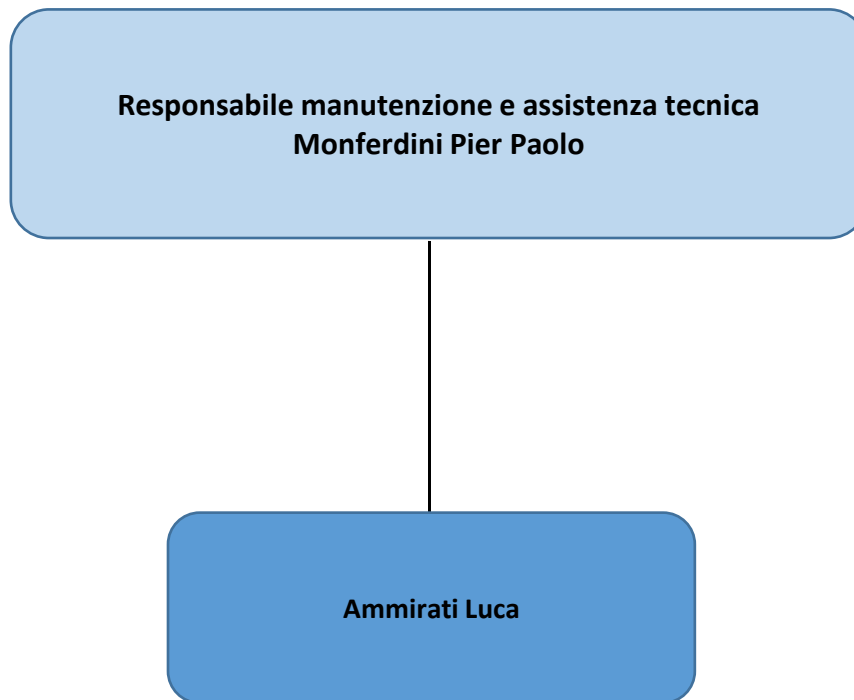 Responsabile manutenzione e assistenza tecnica
Monferdini Pier Paolo
Ammirati Luca